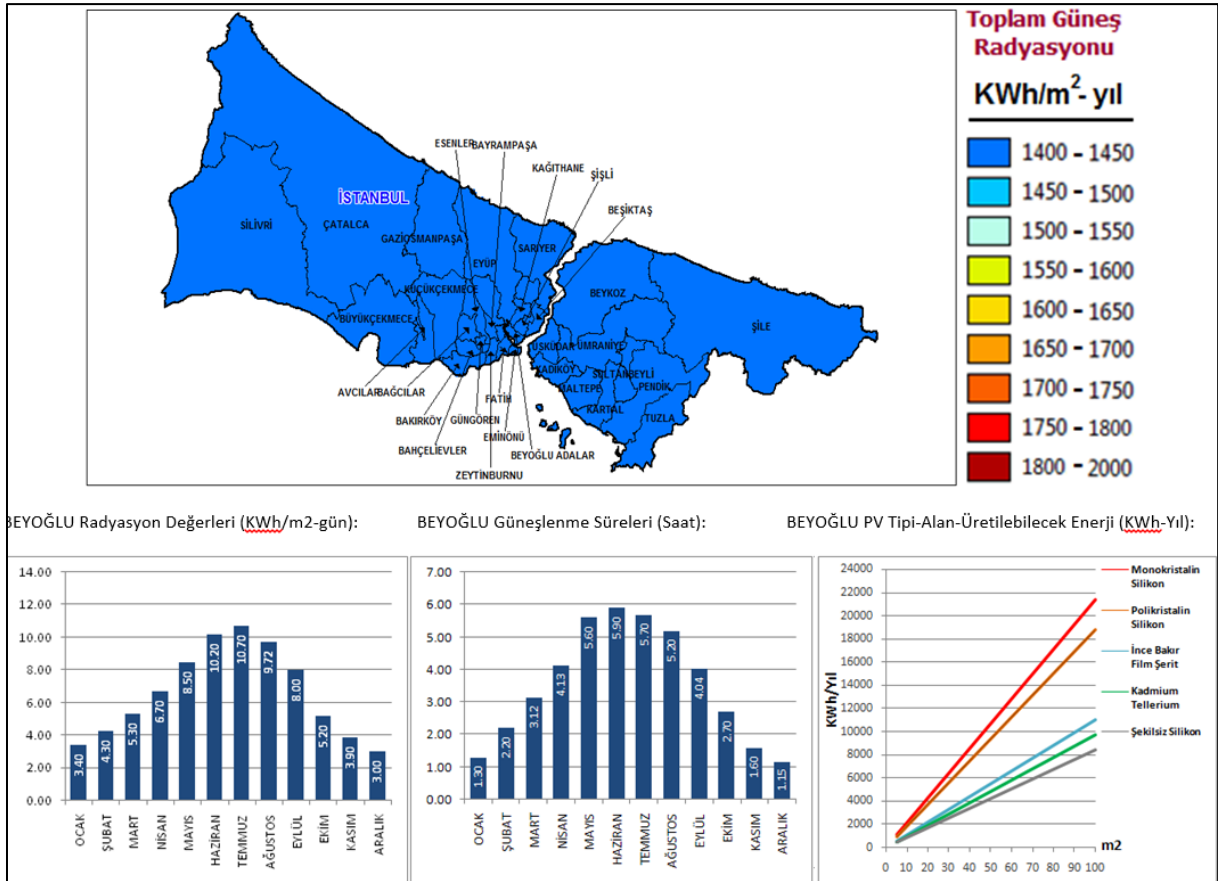 Toplam Güneş
Radyasyonu
KWh/m²- yıl
1400 – 1450
1450 – 1500
1500 – 1550
1550 – 1600
1600 – 1650
1650 – 1700
1700 – 1750
1750 – 1800
1800 – 2000
ESENLER
BAYRAMPAŞA
KAĞITHANE
ŞİŞLİ
BEŞİKTAŞ
İSTANBUL
SİLİVRİ
ÇATALCA
GAZİOSMANPAŞA
SARIYER
EYÜP
BEYKOZ
KÜÇÜKÇEKMECE
BÜYÜKÇEKMECE
ŞİLE
ÜSKÜDAR
ÜMRANİYE
KADIKÖY
SULTANBEYLİ
MALTEPE
PENDİK
KARTAL
TUZLA
AVCILAR
BAĞCILAR
FATİH
BAKIRKÖY
GÜNGÖREN
EMİNÖNÜ
BAHÇELİEVLER
BEYOĞLU
ADALAR
ZEYTİNBURNU
BEYOĞLU Radyasyon Değerleri (KWh/m2-gün):
14.00
12.00
10.00
8.00
6.00
4.00
2.00
0.00
3.40
4.30
5.30
6.70
8.50
10.20
10.70
9.72
8.00
5.20
3.90
3.00
OCAK
ŞUBAT
MART
NİSAN
MAYIS
HAZİRAN
TEMMUZ
AĞUSTOS
EYLÜL
EKİM
KASIM
ARALIK
BEYOĞLU Güneşlenme Süreleri (Saat):
7.00
6.00
5.00
4.00
3.00
2.00
1.00
0.00
1.30
2.20
3.12
4.13
5.60
5.90
5.70
5.20
4.04
2.70
1.60
1.15
OCAK
ŞUBAT
MART
NİSAN
MAYIS
HAZİRAN
TEMMUZ
AĞUSTOS
EYLÜL
EKİM
KASIM
ARALIK
BEYOĞLU PV Tipi-Alan-Üretilebilecek Enerji (KWh-Yıl):
KWh/Yıl
24000
22000
20000
18000
16000
14000
12000
10000
8000
6000
4000
2000
0
0 10 20 30 40 50 60 70 80 90 100
m2
Monokristalin
Silikon
Polikristalin
Silikon
İnce Bakır
Film Şerit
Kadmium
Tellerium
Şekilsiz Silikon